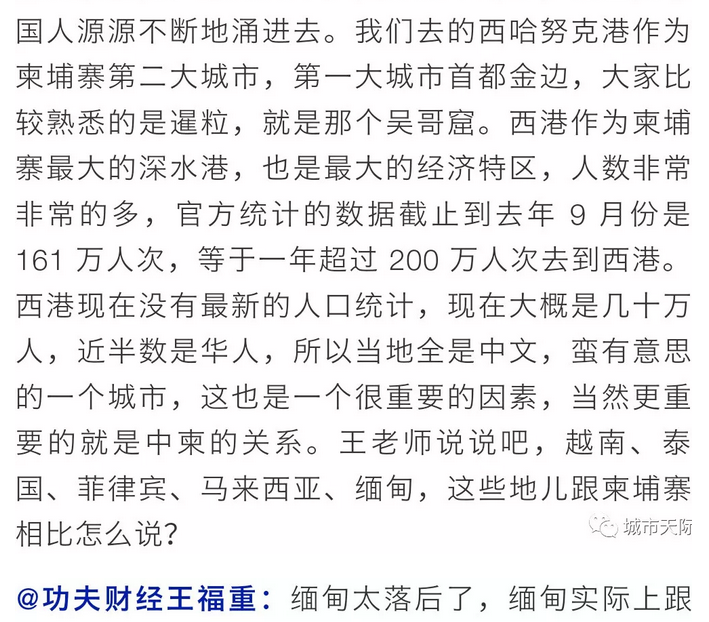 国人源源不断地涌进去。我们去的西哈努克港作为
柬埔寨第二大城市，第一大城市首都金边，大家比
较熟悉的是暹粒，就是那个吴哥窟。西港作为柬埔
寨最大的深水港，也是最大的经济特区，人数非常
非常的多，官方统计的数据截止到去年 9 月份是
161 万人次，等于一年超过 200 万人次去到西港。
西港现在没有最新的人口统计，现在大概是几十万
人，近半数是华人，所以当地全是中文，蛮有意思
的一个城市，这也是一个很重要的因素，当然更重
要的就是中柬的关系。王老师说说吧，越南、泰
国、菲律宾、马来西亚、缅甸，这些地儿跟柬埔寨
相比怎么说？
城市天际
@功夫财经王福重：缅甸太落后了，缅甸实际上跟